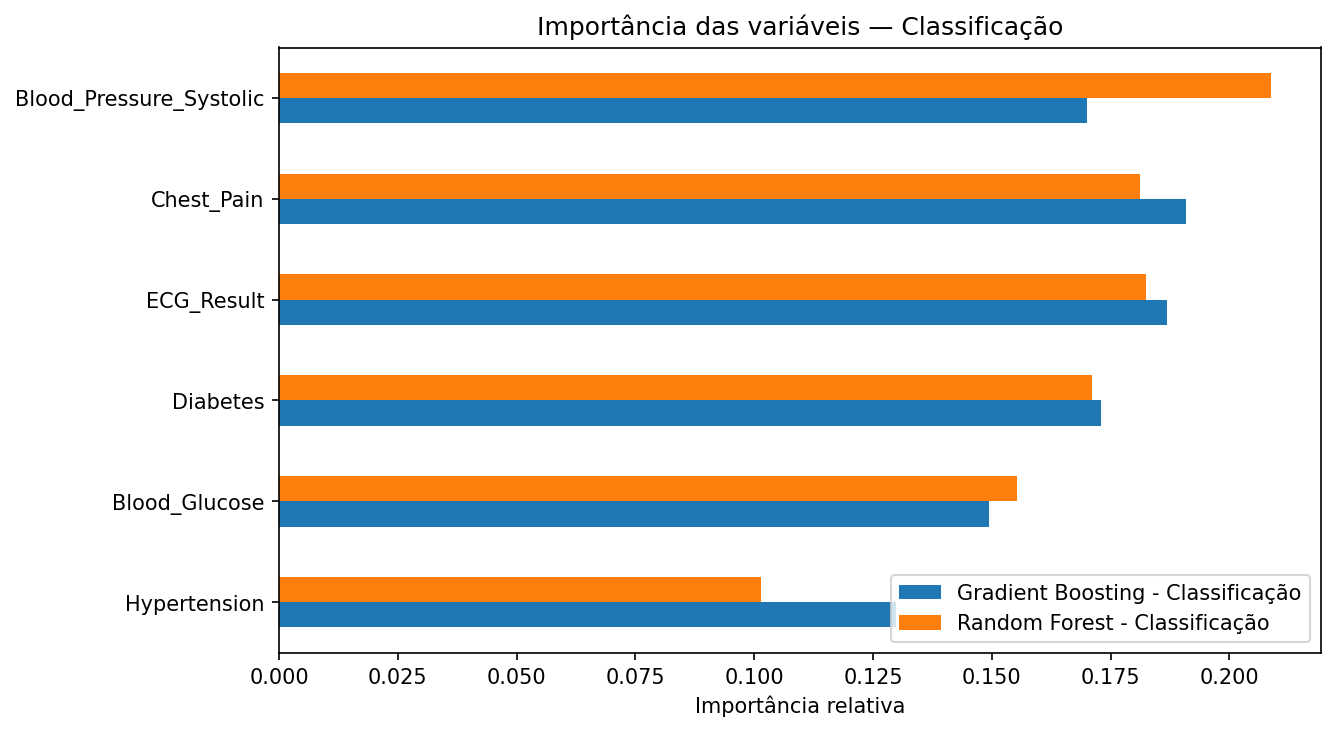 Importância das variáveis — Classificação
Blood_Pressure_Systolic
Chest_Pain
ECG_Result
Diabetes
Blood_Glucose
Hypertension
Gradient Boosting - Classificação
Random Forest - Classificação
0.000 0.025 0.050 0.075 0.100 0.125 0.150 0.175 0.200
Importância relativa